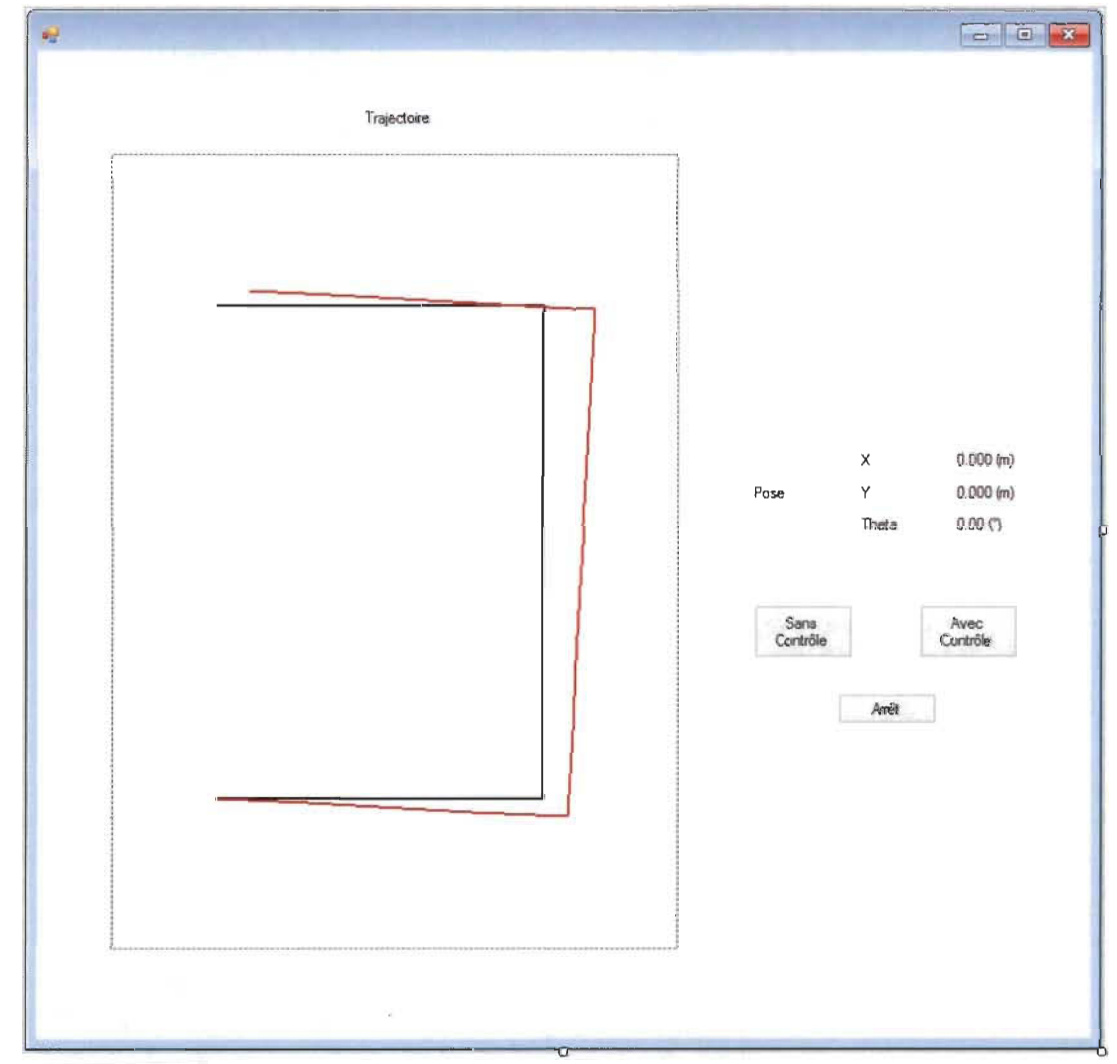 Trajectoire
X 0.000 (m)
Pose Y 0.000 (m)
Theta 0.00 (°)
Sans Avec
Contrôle Contrôle
Arrêt